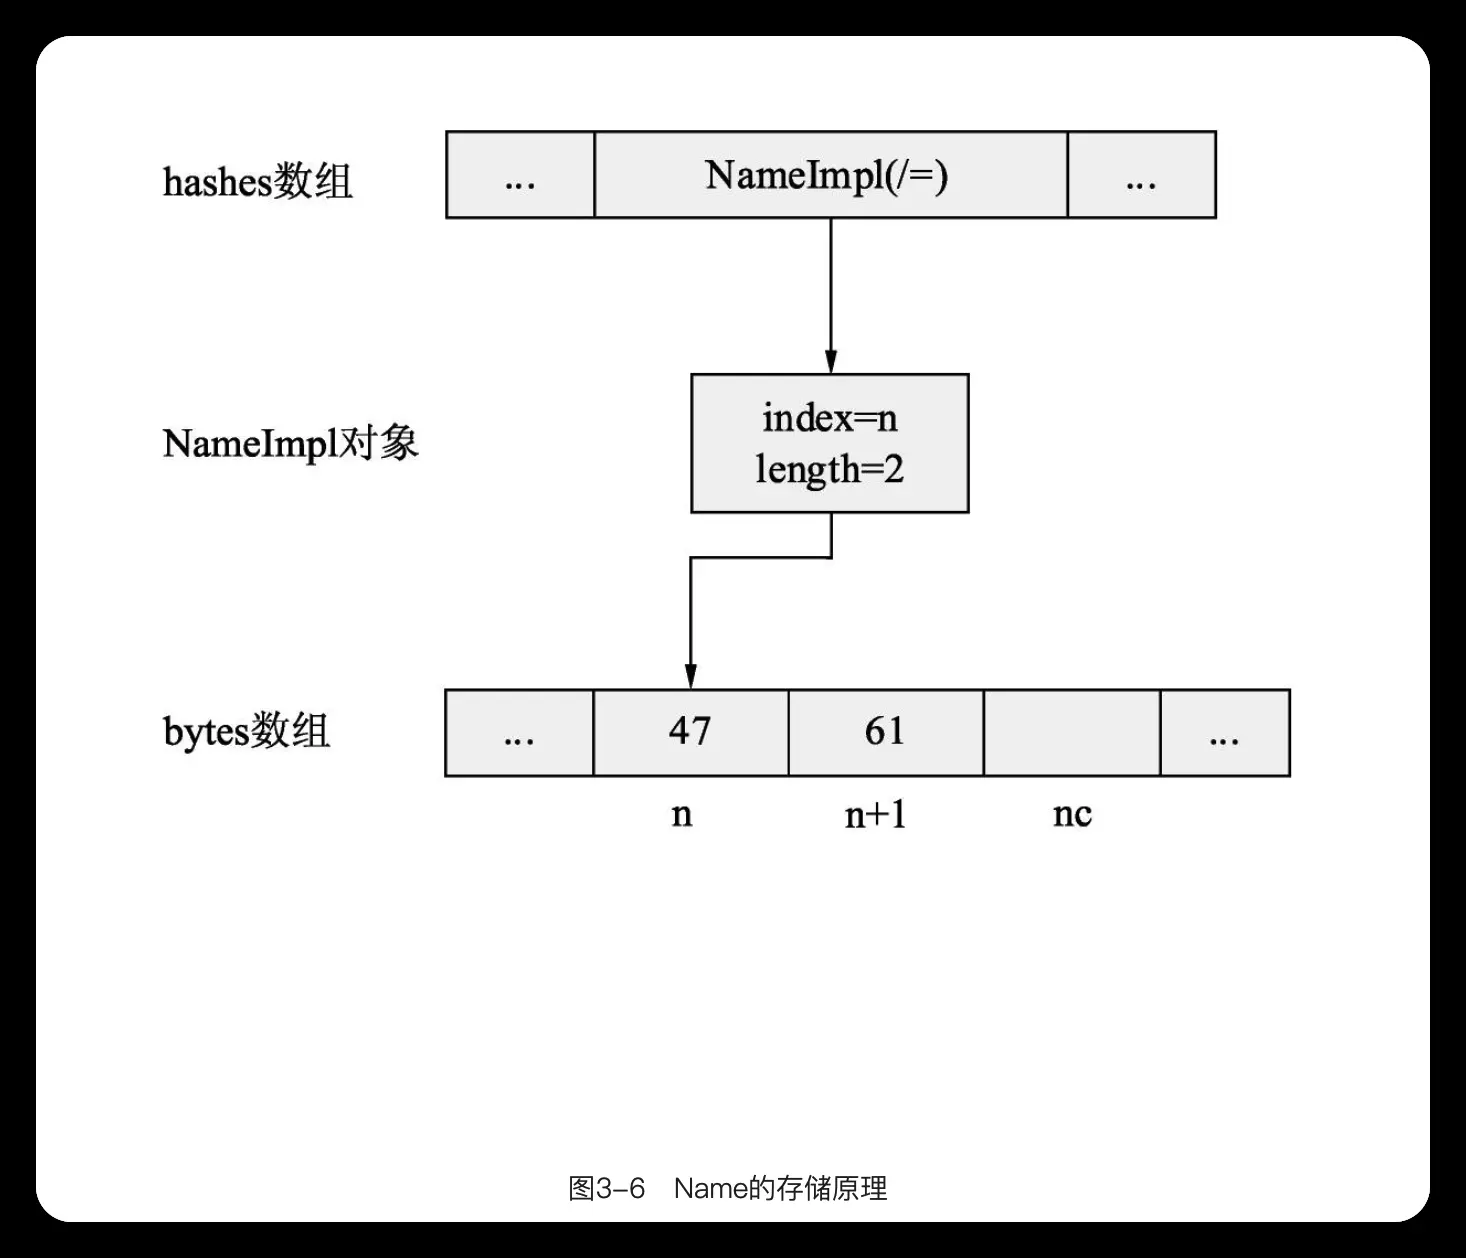 hashes数组 ... NameImpl(/=) ...
NameImpl对象 index=n
length=2
bytes数组 ... 47 61 ...
n n+1 nc
图3-6 Name的存储原理